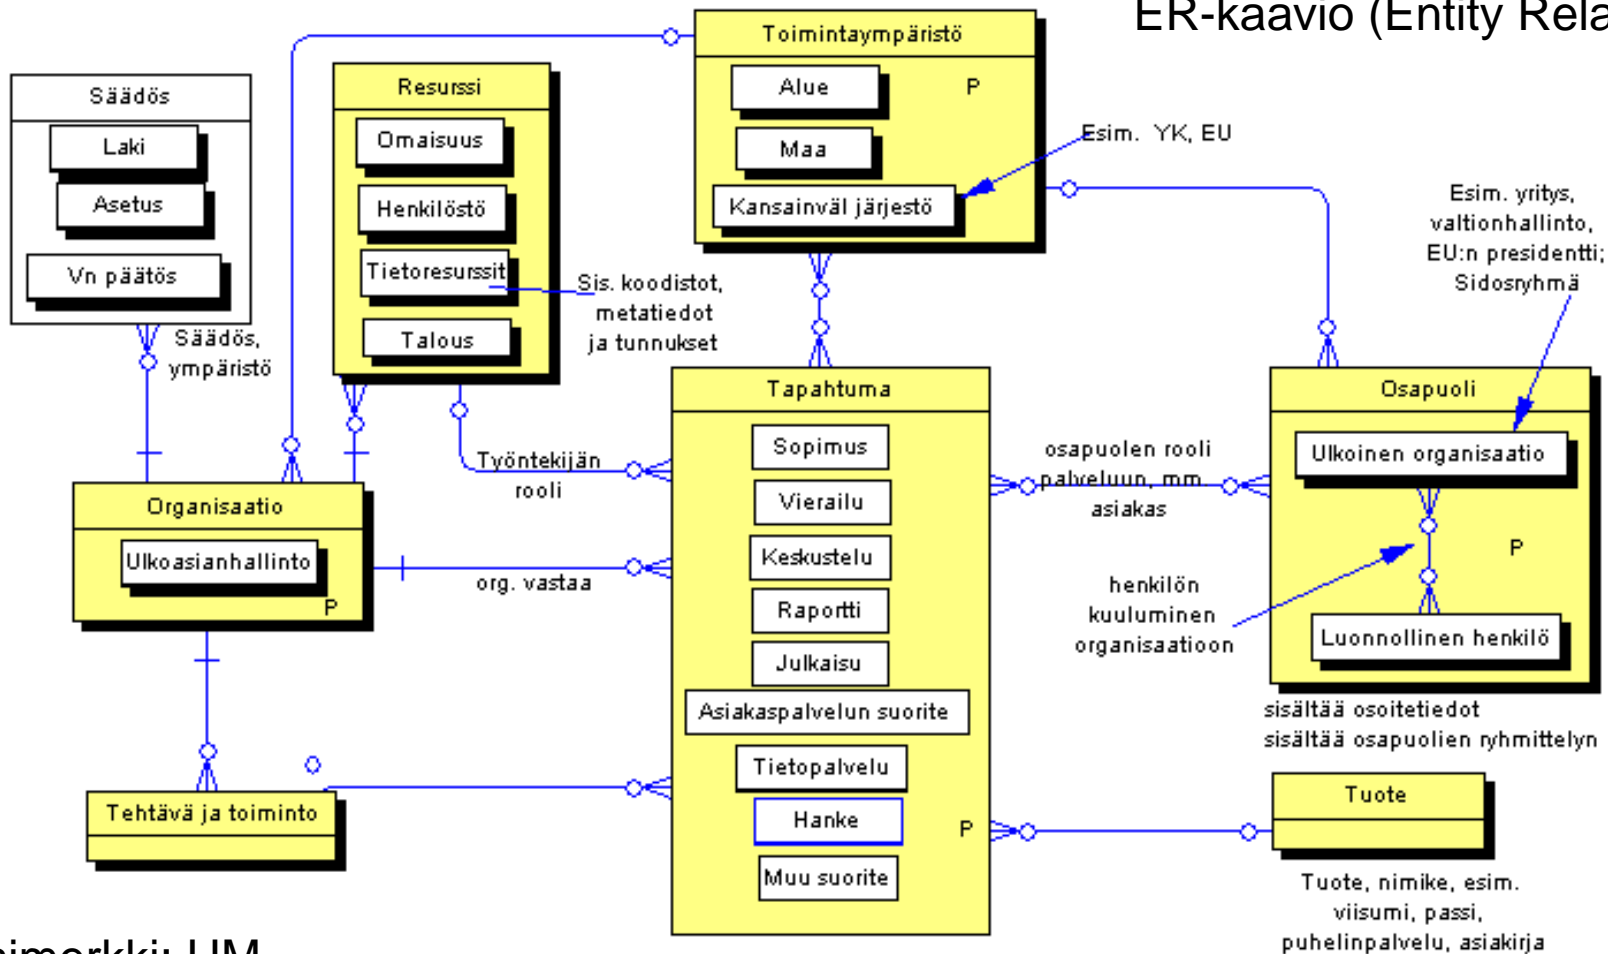 ER-kaavio (Entity Rela
Säädös
Laki
Asetus
Vn päätös
Säädös,
ympäristö
Resurssi
Omaisuus
Henkilöstö
Tietoresurssit
Talous
Sis. koodistot,
metatiedot
ja tunnukset
Toimintaympäristö
Alue
P
Maa
Kansainväl järjestö
Esim. YK, EU
Esim. yritys,
valtionhallinto,
EU:n presidentti;
Sidosryhmä
Organisaatio
Ulkoasianhallinto
P
Työntekijän
rooli
org. vastaa
Tapahtuma
Sopimus
Vierailu
Keskustelu
Raportti
Julkaisu
Asiakaspalvelun suorite
Tietopalvelu
Hanke
P
Muu suorite
osapuolen rooli
palveluun, mm.
asiakas
Osapuoli
Ulkoinen organisaatio
P
Luonnollinen henkilö
henkilön
kuuluminen
organisaatioon
sisältää osoitetiedot
sisältää osapuolien ryhmittelyn
Tehtävä ja toiminto
Tuote
Tuote, nimike, esim.
viisumi, passi,
puhelinpalvelu, asiakirja